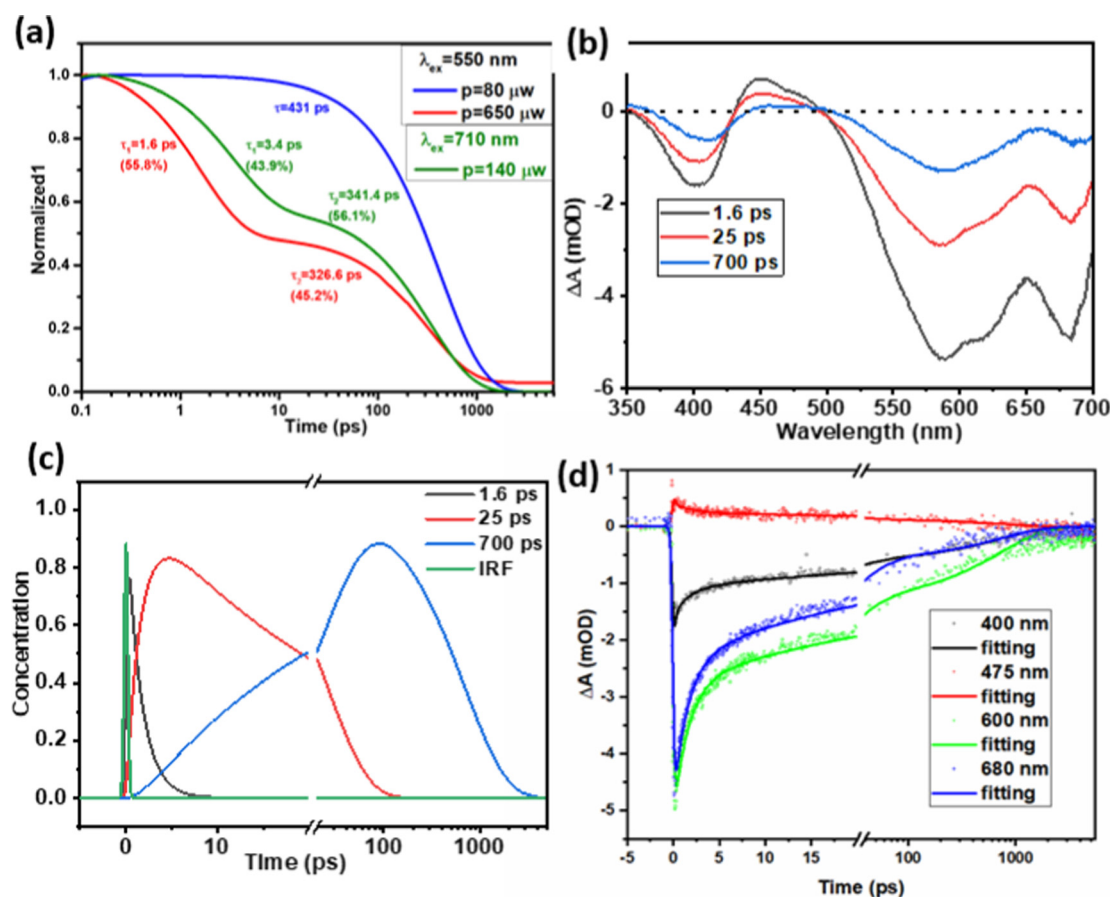 (a)
λex=550 nm
p=80 μw
p=650 μw
λex=710 nm
p=140 μw
τ=431 ps
τ1=1.6 ps
(55.8%)
τ1=3.4 ps
(43.9%)
τ2=341.4 ps
(56.1%)
τ2=326.6 ps
(45.2%)
Normalized1
1.0
0.8
0.6
0.4
0.2
0.0
0.1 1 10 100 1000
Time (ps)
(b)
0
-2
-4
-6
ΔA (mOD)
1.6 ps
25 ps
700 ps
350 400 450 500 550 600 650 700
Wavelength (nm)
(c)
1.6 ps
25 ps
700 ps
IRF
Concentration
1.0
0.8
0.6
0.4
0.2
0.0
0 10 100 1000
Time (ps)
(d)
1
0
-1
-2
-3
-4
-5
ΔA (mOD)
400 nm
fitting
475 nm
fitting
600 nm
fitting
680 nm
fitting
-5 0 5 10 15 20 100 1000
Time (ps)